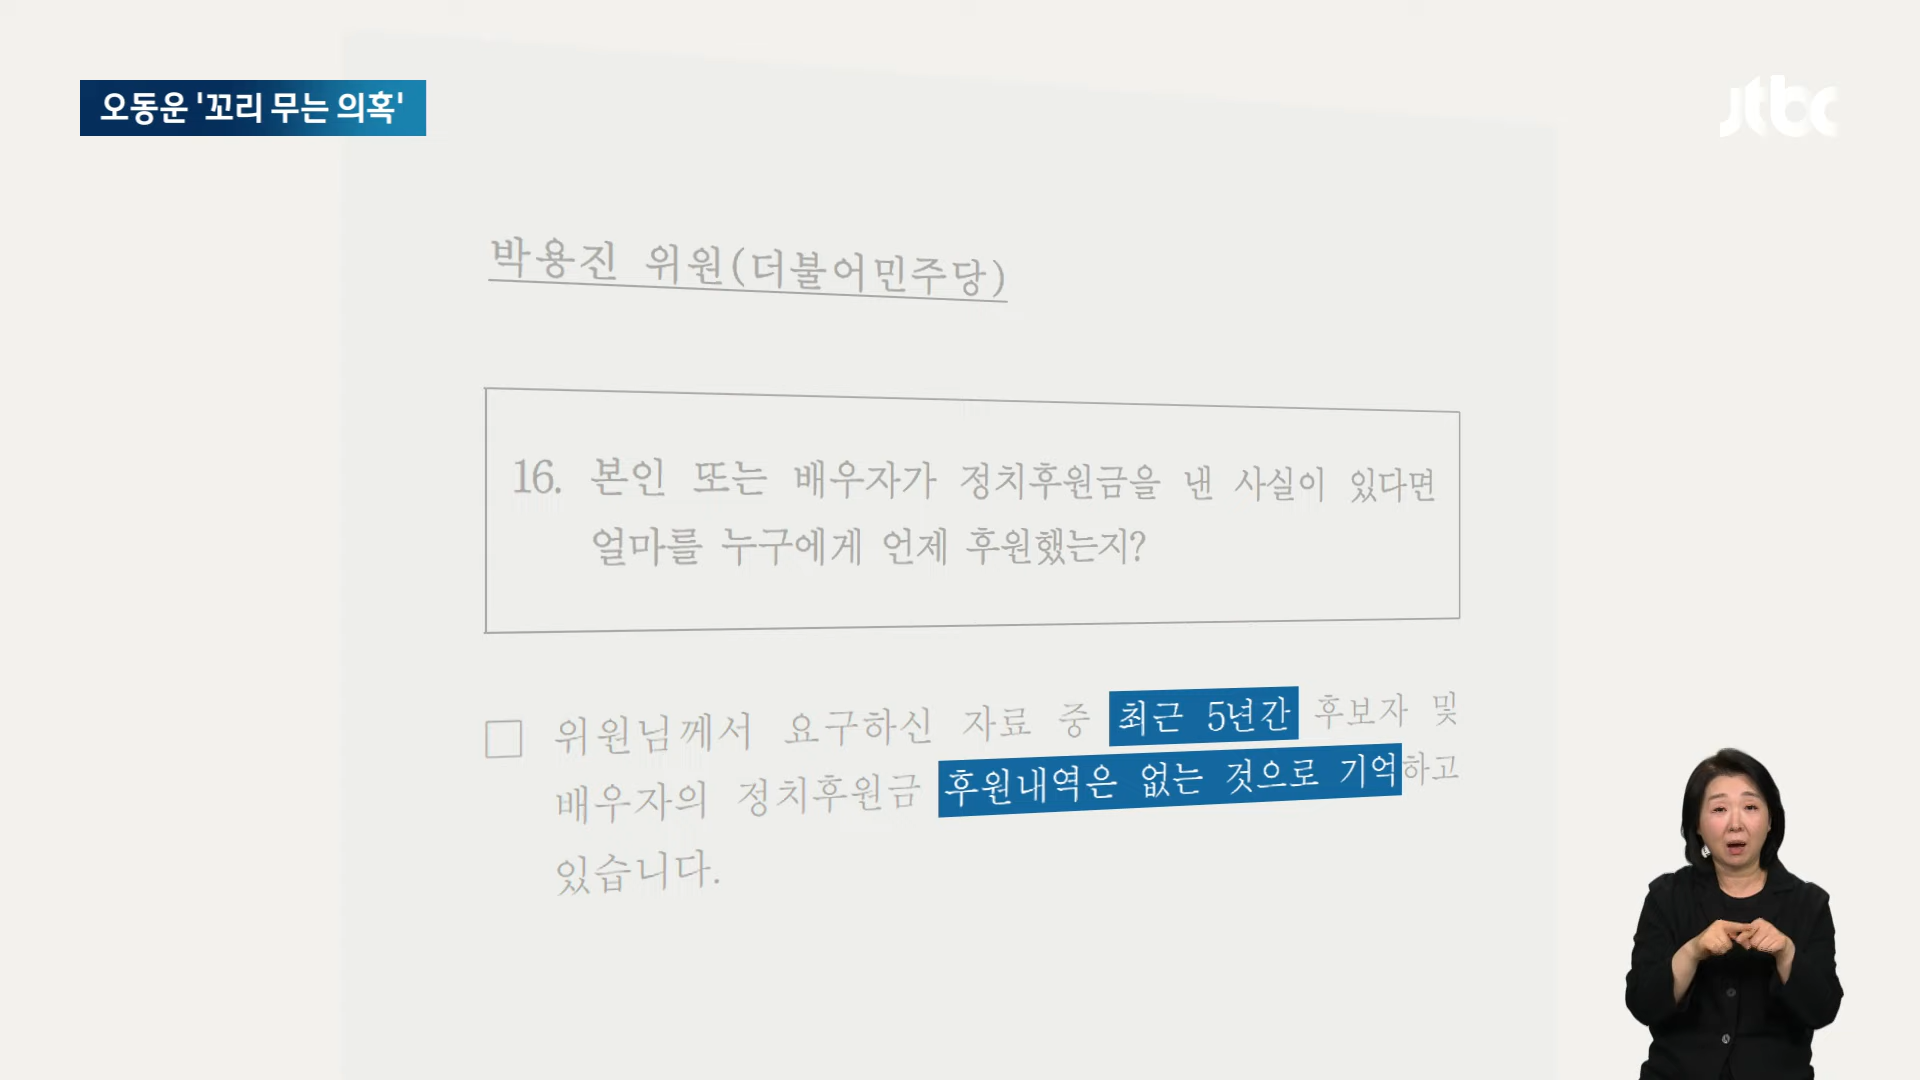 오동운 '꼬리 무는 의혹'
jtbc
박용진 위원(더불어민주당)
16. 본인 또는 배우자가 정치후원금을 낸 사실이 있다면
얼마를 누구에게 언제 후원했는지?
□ 위원님께서 요구하신 자료 중 최근 5년간 후보자 및
배우자의 정치후원금 후원내역은 없는 것으로 기억하고
있습니다.